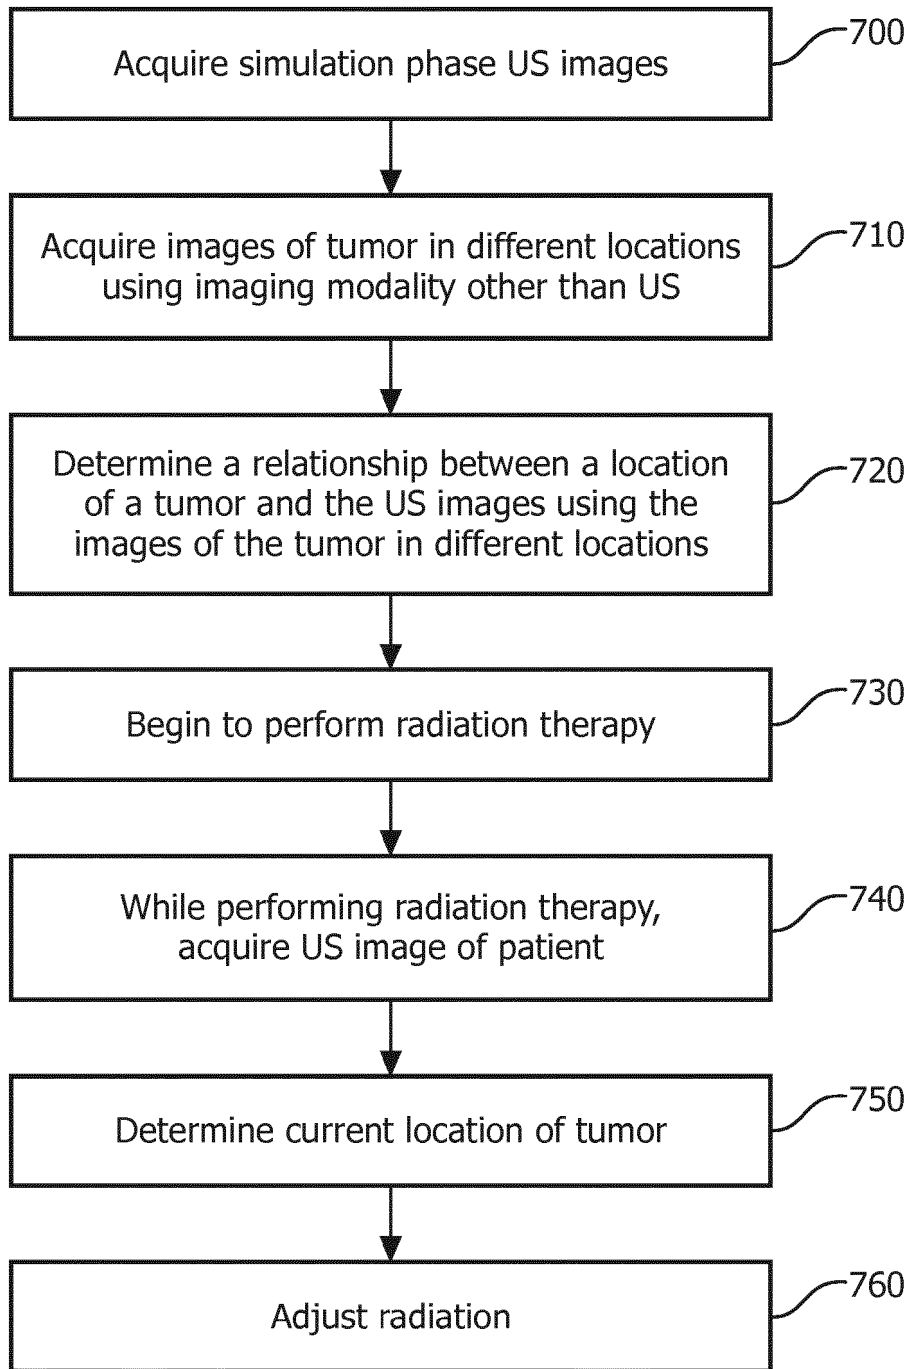 Acquire simulation phase US images
700
Acquire images of tumor in different locations
using imaging modality other than US
710
Determine a relationship between a location
of a tumor and the US images using the
images of the tumor in different locations
720
Begin to perform radiation therapy
730
While performing radiation therapy,
acquire US image of patient
740
Determine current location of tumor
750
Adjust radiation
760